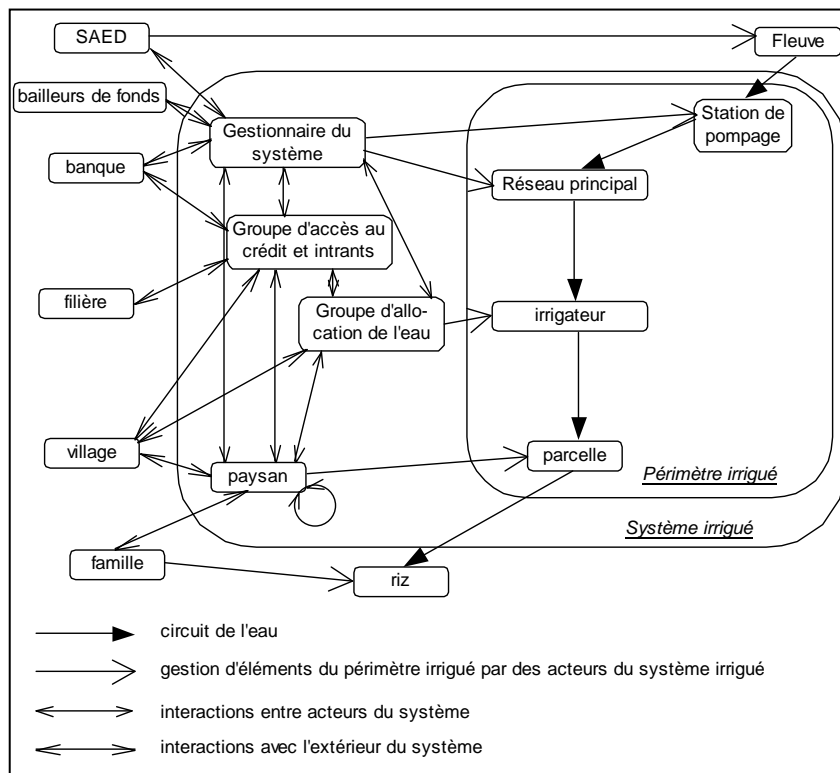 SAED
Fleuve
bailleurs de fonds
Gestionnaire du
système
Station de
pompage
banque
Réseau principal
Groupe d'accès au
crédit et intrants
filière
Groupe d'allo-
cation de l'eau
irrigateur
village
paysan
parcelle
Périmètre irrigué
Système irrigué
famille
riz
circuit de l'eau
gestion d'éléments du périmètre irrigué par des acteurs du système irrigué
interactions entre acteurs du système
interactions avec l'extérieur du système